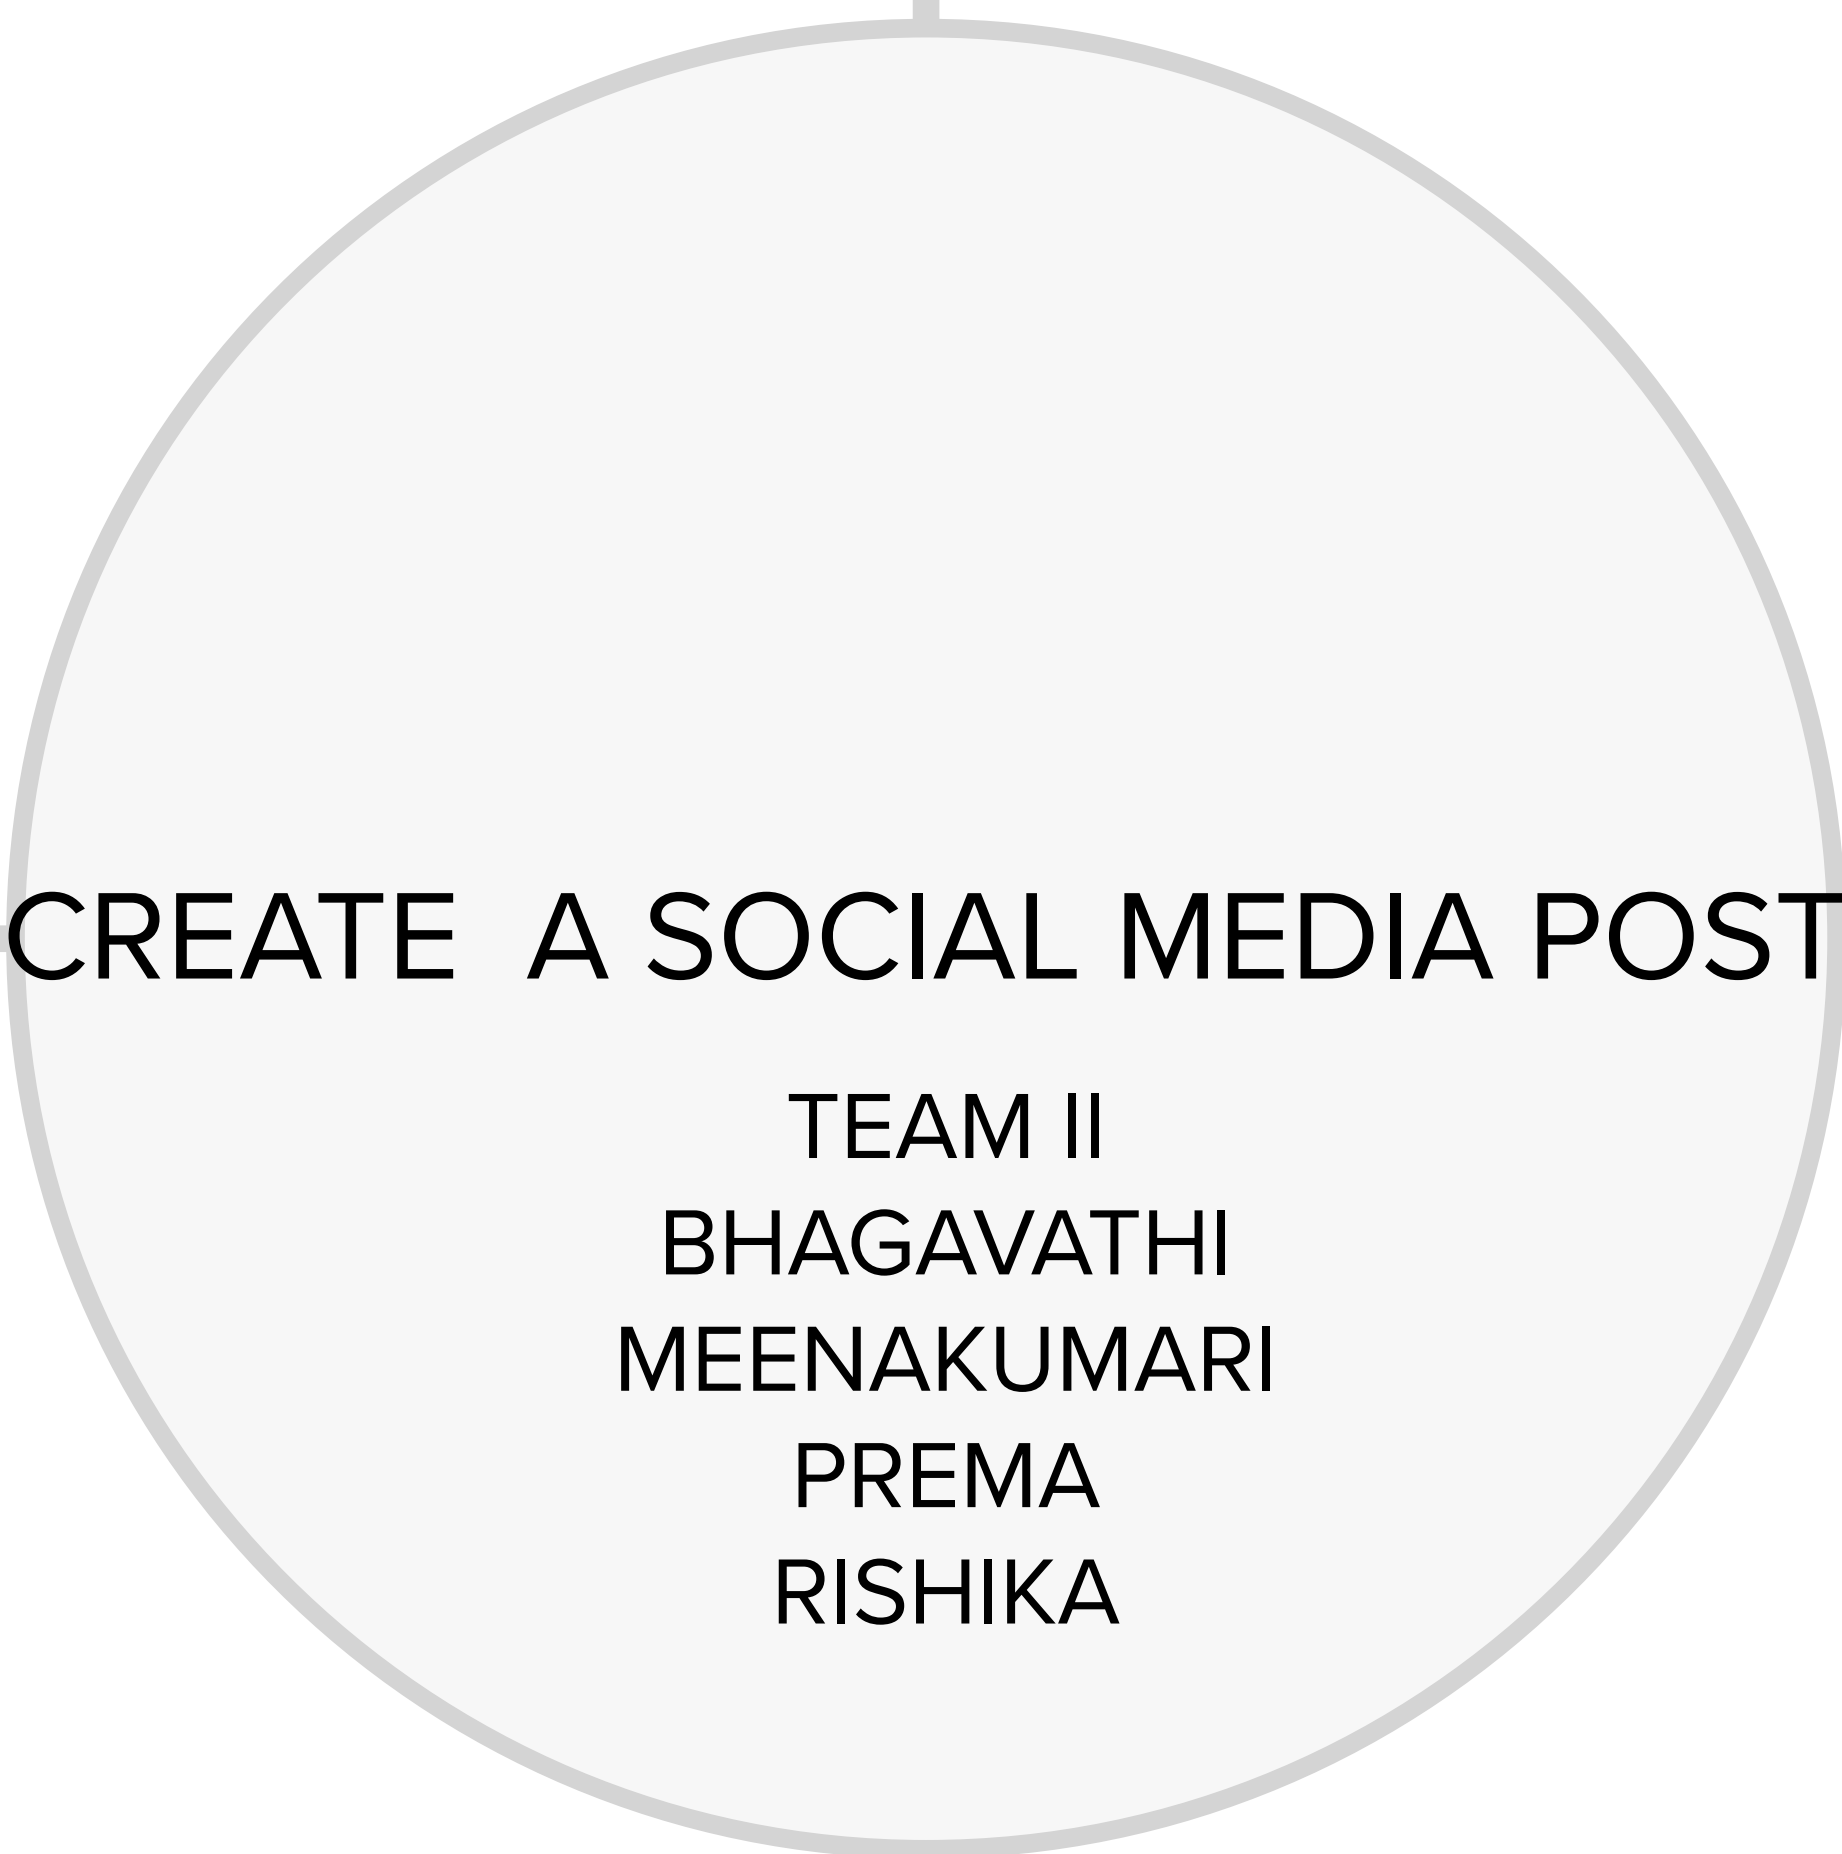 CREATE  A SOCIAL MEDIA POST
TEAM II
BHAGAVATHI
MEENAKUMARI
PREMA
RISHIKA